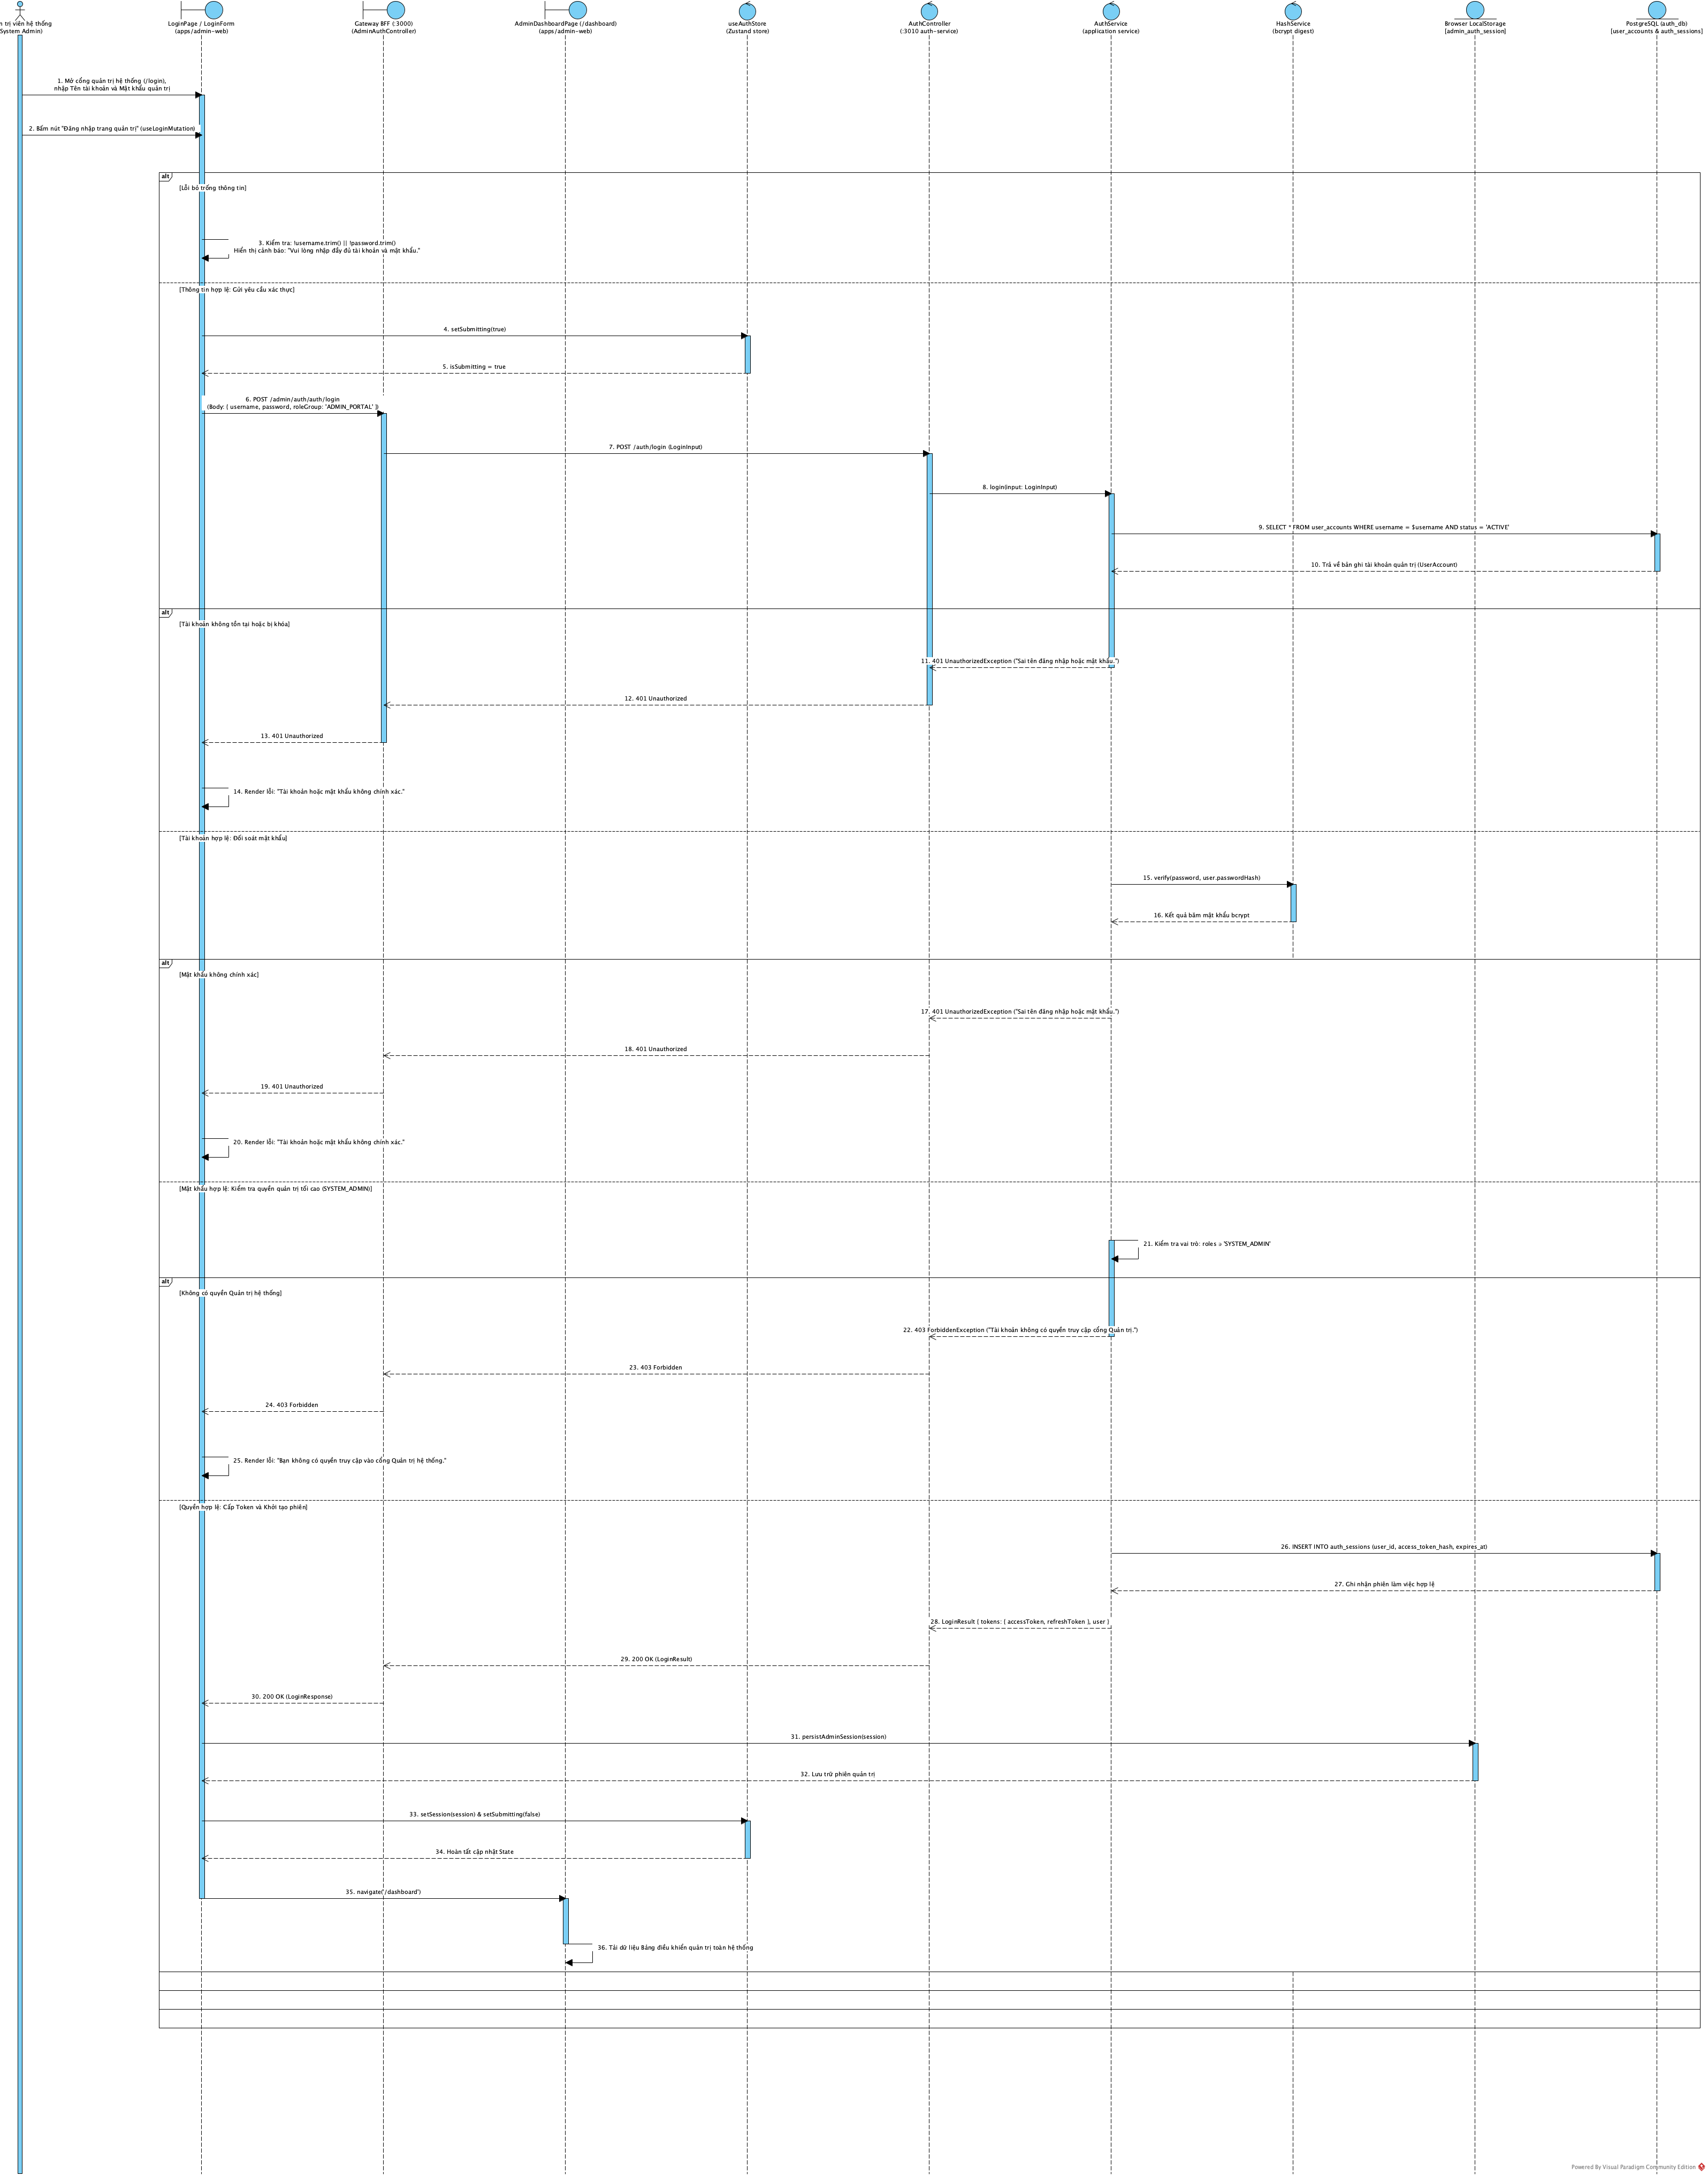 n trị viên hệ thống
System Admin)
LoginPage / LoginForm
(apps/admin-web)
Gateway BFF (:3000)
(AdminAuthController)
AdminDashboardPage (/dashboard)
(apps/admin-web)
useAuthStore
(Zustand store)
AuthController
(:3010 auth-service)
AuthService
(application service)
HashService
(bcrypt digest)
Browser LocalStorage
[admin_auth_session]
PostgreSQL (auth_db)
[user_accounts & auth_sessions]
1. Mở cổng quản trị hệ thống (/login),
nhập Tên tài khoản và Mật khẩu quản trị
2. Bấm nút "Đăng nhập trang quản trị" (useLoginMutation)
alt
[Lỗi bỏ trống thông tin]
3. Kiểm tra: !username.trim() || !password.trim()
Hiển thị cảnh báo: "Vui lòng nhập đầy đủ tài khoản và mật khẩu."
[Thông tin hợp lệ: Gửi yêu cầu xác thực]
4. setSubmitting(true)
5. isSubmitting = true
6. POST /admin/auth/auth/login
(Body: { username, password, roleGroup: 'ADMIN_PORTAL' })
7. POST /auth/login (LoginInput)
8. login(input: LoginInput)
9. SELECT * FROM user_accounts WHERE username = $username AND status = 'ACTIVE'
10. Trả về bản ghi tài khoản quản trị (UserAccount)
alt
[Tài khoản không tồn tại hoặc bị khóa]
11. 401 UnauthorizedException ("Sai tên đăng nhập hoặc mật khẩu.")
12. 401 Unauthorized
13. 401 Unauthorized
14. Render lỗi: "Tài khoản hoặc mật khẩu không chính xác."
[Tài khoản hợp lệ: Đối soát mật khẩu]
15. verify(password, user.passwordHash)
16. Kết quả băm mật khẩu bcrypt
alt
[Mật khẩu không chính xác]
17. 401 UnauthorizedException ("Sai tên đăng nhập hoặc mật khẩu.")
18. 401 Unauthorized
19. 401 Unauthorized
20. Render lỗi: "Tài khoản hoặc mật khẩu không chính xác."
[Mật khẩu hợp lệ: Kiểm tra quyền quản trị tối cao (SYSTEM_ADMIN)]
21. Kiểm tra vai trò: roles ∋ 'SYSTEM_ADMIN'
alt
[Không có quyền Quản trị hệ thống]
22. 403 ForbiddenException ("Tài khoản không có quyền truy cập cổng Quản trị.")
23. 403 Forbidden
24. 403 Forbidden
25. Render lỗi: "Bạn không có quyền truy cập vào cổng Quản trị hệ thống."
[Quyền hợp lệ: Cấp Token và Khởi tạo phiên]
26. INSERT INTO auth_sessions (user_id, access_token_hash, expires_at)
27. Ghi nhận phiên làm việc hợp lệ
28. LoginResult { tokens: { accessToken, refreshToken }, user }
29. 200 OK (LoginResult)
30. 200 OK (LoginResponse)
31. persistAdminSession(session)
32. Lưu trữ phiên quản trị
33. setSession(session) & setSubmitting(false)
34. Hoàn tất cập nhật State
35. navigate('/dashboard')
36. Tải dữ liệu Bảng điều khiển quản trị toàn hệ thống
Powered By Visual Paradigm Community Edition